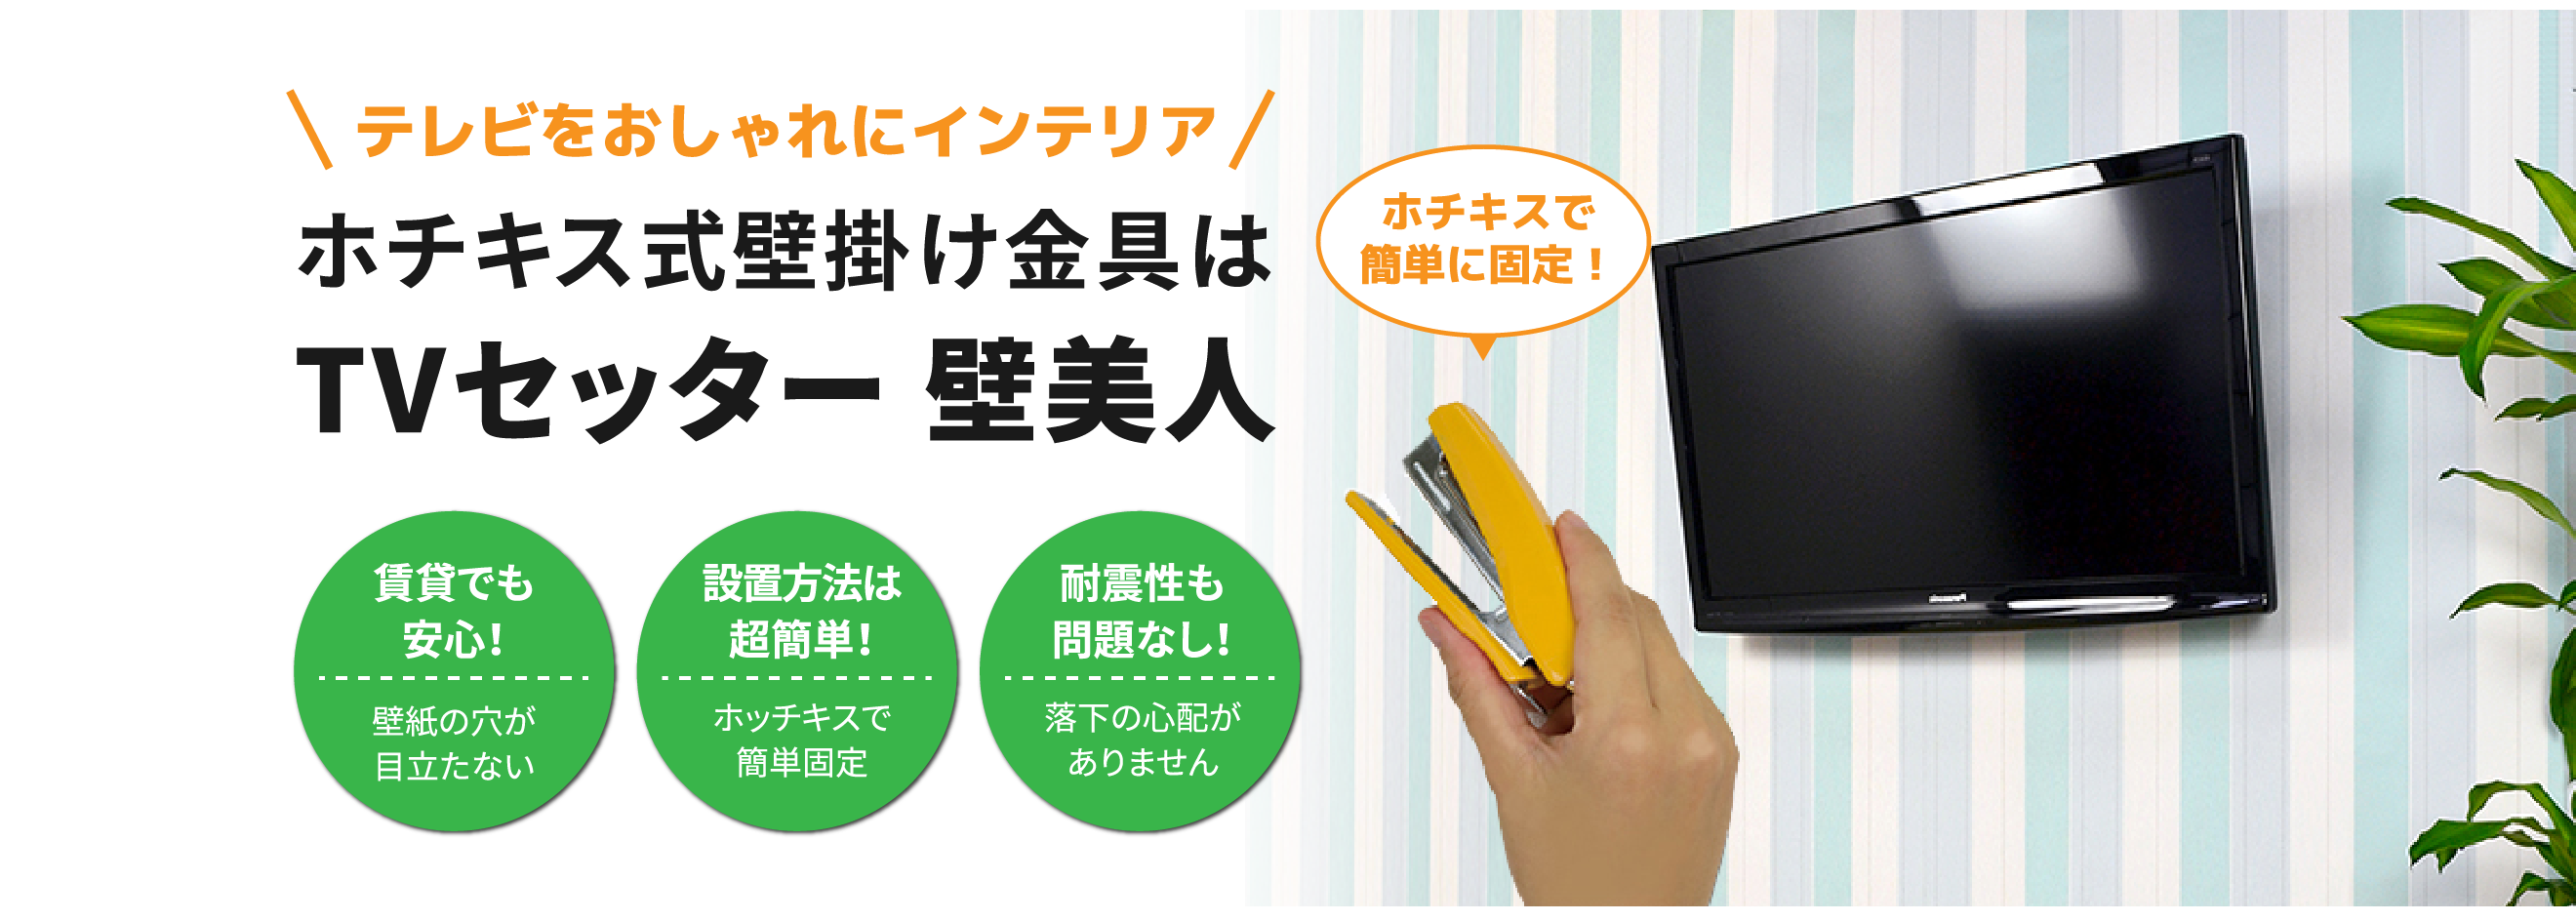 テレビをおしゃれにインテリア
ホチキス式壁掛け金具は
TVセッター 壁美人
ホチキスで
簡単に固定！
賃貸でも
安心！
壁紙の穴が
目立たない
設置方法は
超簡単！
ホッチキスで
簡単固定
耐震性も
問題なし！
落下の心配が
ありません